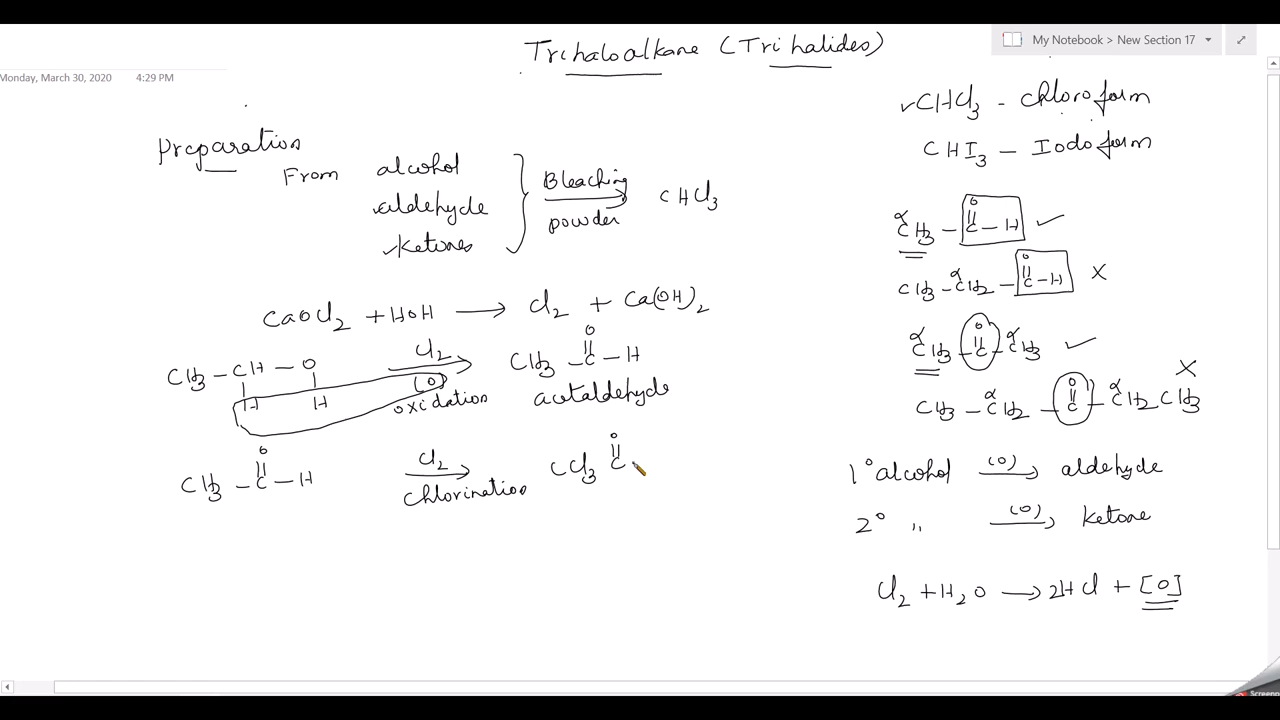 Trihaloalkane (Trihalides)
My Notebook > New Section 17
Monday, March 30, 2020 4:29 PM
✓CHCl3 - Chloroform
CHI3 - Iodoform
Preparation
From alcohol
aldehyde
✓Ketones
Bleaching
powder
CHCl3
CaOCl2 + HOH ⟶ Cl2 + Ca(OH)2
CH3 - CH - O
H H
Cl2
(O)
oxidation
O
CH3 - C - H
acetaldehyde
O
CH3 - C - H
Cl2
Chlorination
O
CCl3 C
α O
CH3 - C - H ✓
α O
CH3 - CH2 - C - H X
α O α
CH3 - C - CH3 ✓
α O α X
CH3 - CH2 - C - CH2 CH3
1° alcohol (O) ⟶ aldehyde
2° ,, (O) ⟶ ketone
Cl2 + H2O ⟶ 2HCl + [O]